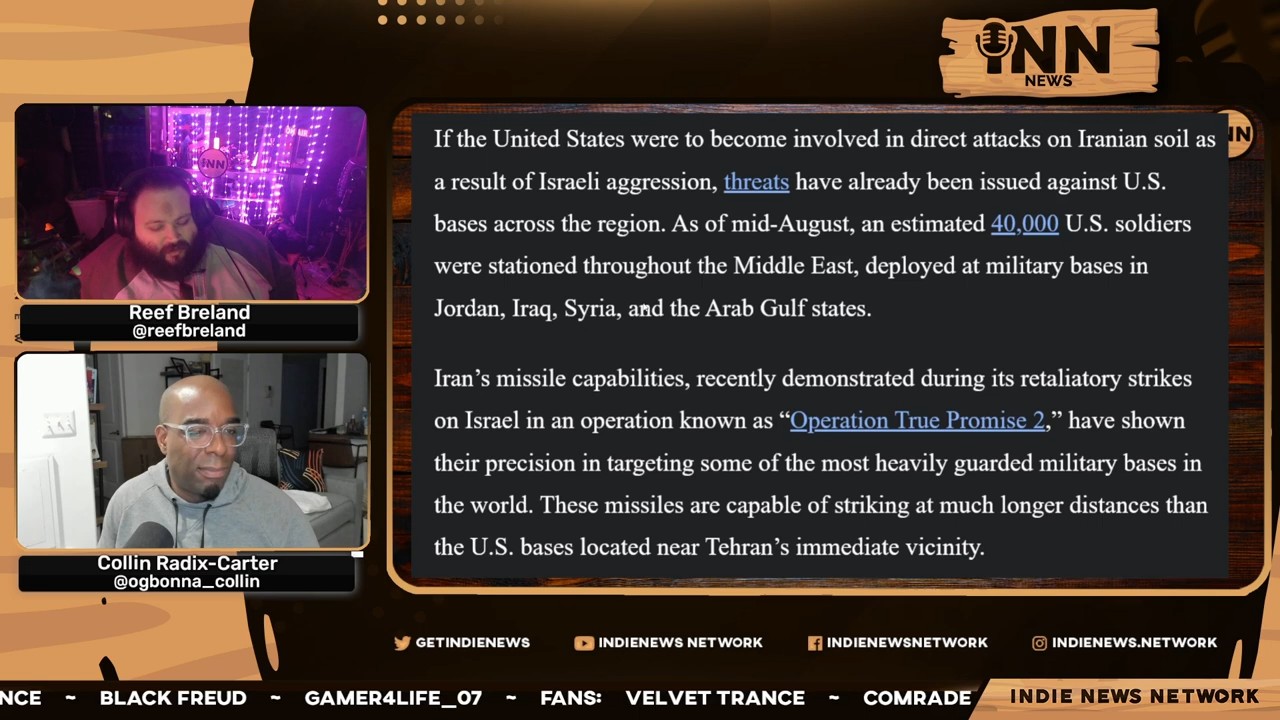 iNN
NEWS
iNN
Reef Breland
@reefbreland
Collin Radix-Carter
@ogbonna_collin
If the United States were to become involved in direct attacks on Iranian soil as
a result of Israeli aggression, threats have already been issued against U.S.
bases across the region. As of mid-August, an estimated 40,000 U.S. soldiers
were stationed throughout the Middle East, deployed at military bases in
Jordan, Iraq, Syria, and the Arab Gulf states.
Iran’s missile capabilities, recently demonstrated during its retaliatory strikes
on Israel in an operation known as “Operation True Promise 2,” have shown
their precision in targeting some of the most heavily guarded military bases in
the world. These missiles are capable of striking at much longer distances than
the U.S. bases located near Tehran’s immediate vicinity.
GETINDIENEWS INDIENEWS NETWORK INDIENEWSNETWORK INDIENEWS.NETWORK
NCE ~ BLACK FREUD ~ GAMER4LIFE_07 ~ FANS: VELVET TRANCE ~ COMRADE INDIE NEWS NETWORK